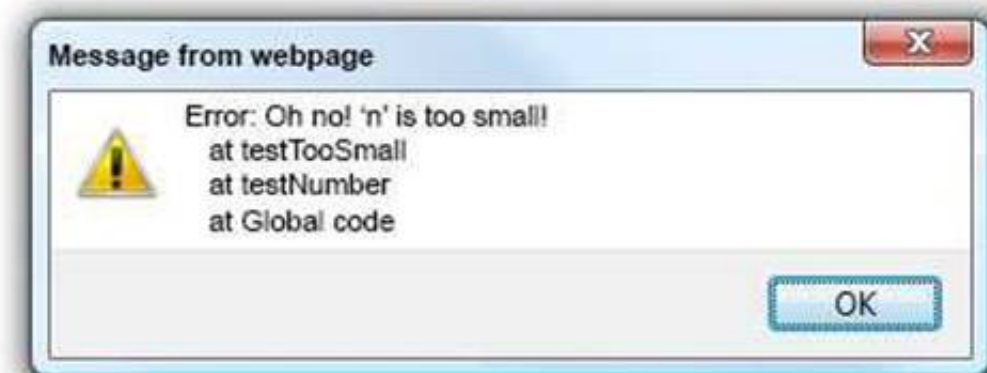 Message from webpage
Error: Oh no! ‘n’ is too small!
at testTooSmall
at testNumber
at Global code
OK